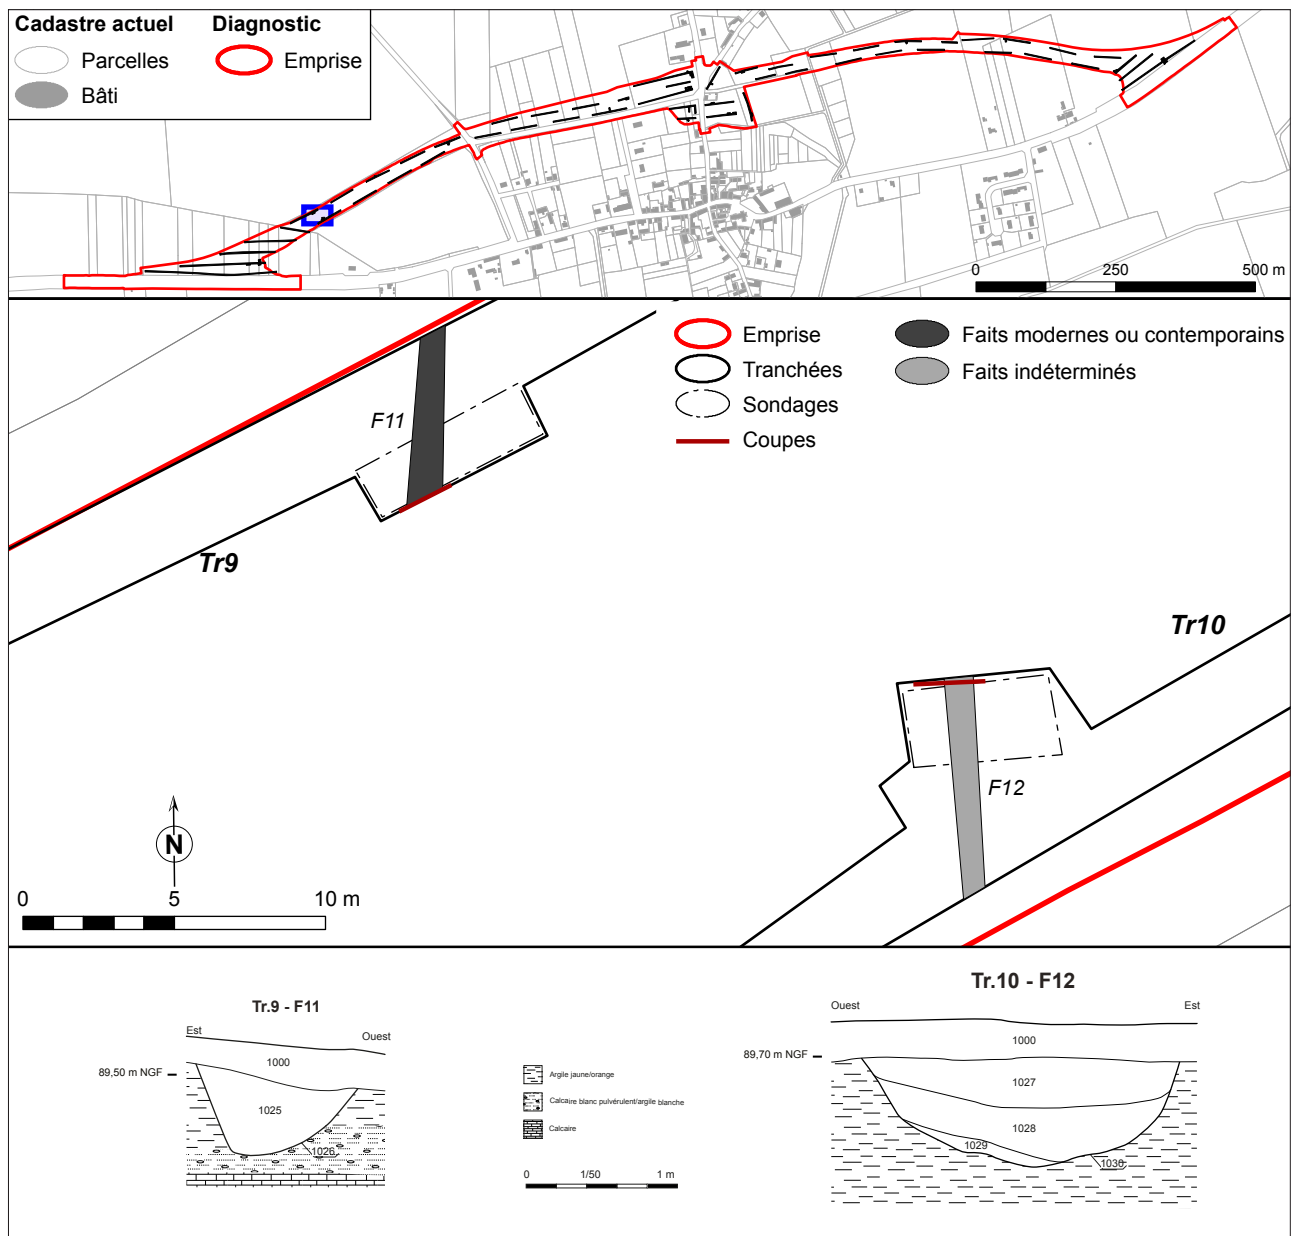 Cadastre actuel
Diagnostic
Parcelles
Emprise
Bâti
0 250 500 m
Emprise
Faits modernes ou contemporains
Tranchées
Faits indéterminés
Sondages
Coupes
F11
Tr9
Tr10
F12
N
0 5 10 m
Tr.9 - F11
Est
Ouest
1000
89,50 m NGF
1025
1026
Argile jaune/orange
Calcaire blanc pulvérulent/argile blanche
Calcaire
0 1/50 1 m
Tr.10 - F12
Ouest
Est
1000
89,70 m NGF
1027
1028
1029
1030